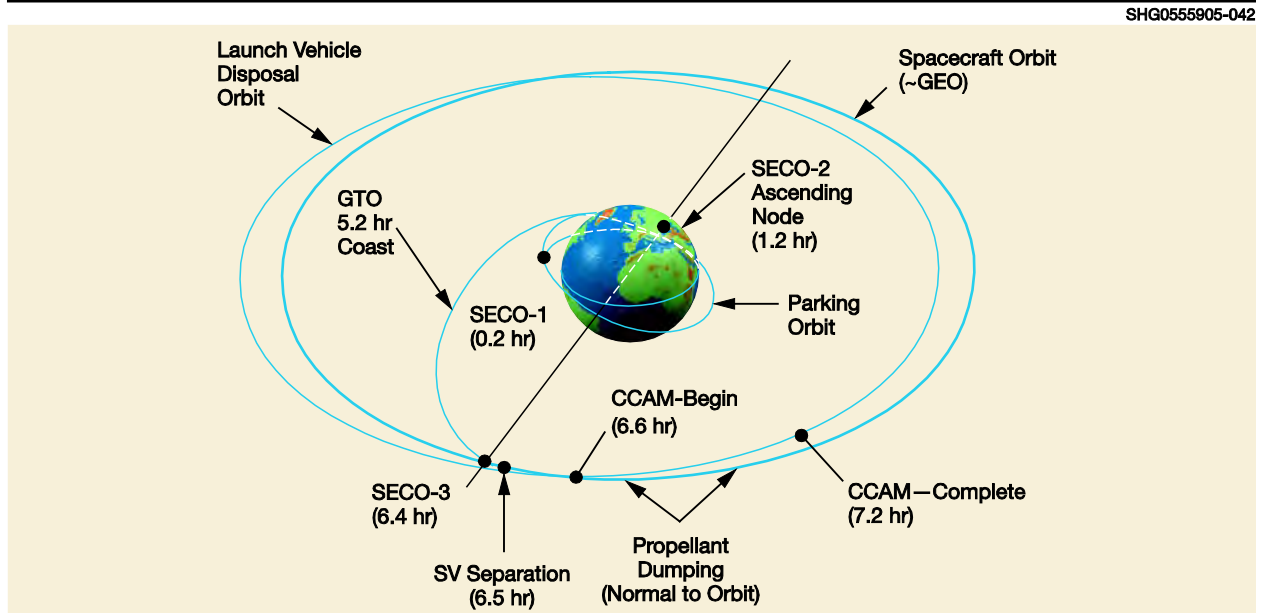 SHG0555905-042
Launch Vehicle
Disposal
Orbit
Spacecraft Orbit
(~GEO)
GTO
5.2 hr
Coast
SECO-2
Ascending
Node
(1.2 hr)
SECO-1
(0.2 hr)
Parking
Orbit
CCAM-Begin
(6.6 hr)
SECO-3
(6.4 hr)
CCAM—Complete
(7.2 hr)
SV Separation
(6.5 hr)
Propellant
Dumping
(Normal to Orbit)